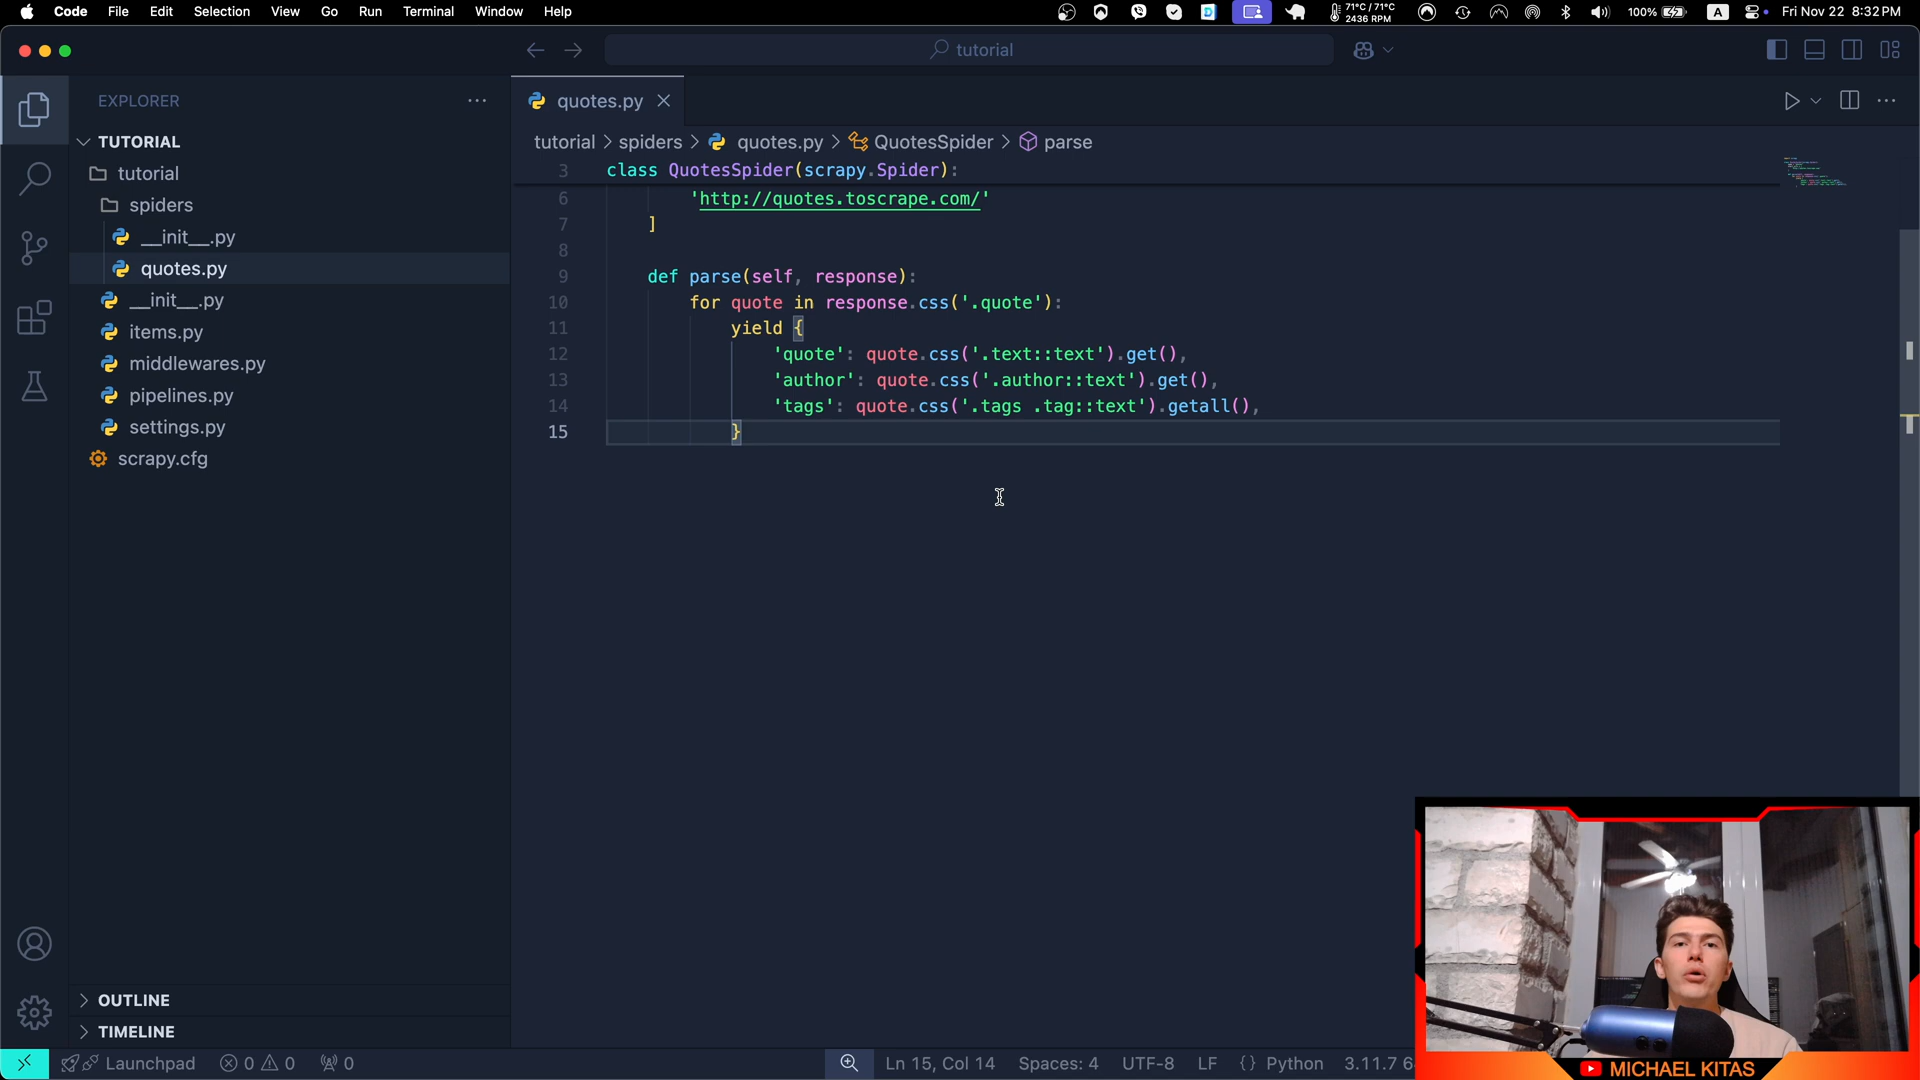 Code File Edit Selection View Go Run Terminal Window Help
71°C / 71°C
2436 RPM
100%
A
Fri Nov 22 8:32 PM
tutorial
EXPLORER
TUTORIAL
tutorial
spiders
__init__.py
quotes.py
__init__.py
items.py
middlewares.py
pipelines.py
settings.py
scrapy.cfg
OUTLINE
TIMELINE
quotes.py
tutorial > spiders > quotes.py > QuotesSpider > parse
3 class QuotesSpider(scrapy.Spider):
6 'http://quotes.toscrape.com/'
7 ]
8
9 def parse(self, response):
10 for quote in response.css('.quote'):
11 yield {
12 'quote': quote.css('.text::text').get(),
13 'author': quote.css('.author::text').get(),
14 'tags': quote.css('.tags .tag::text').getall(),
15 }
Launchpad 0 0 0
Ln 15, Col 14 Spaces: 4 UTF-8 LF {} Python 3.11.7 6
MICHAEL KITAS